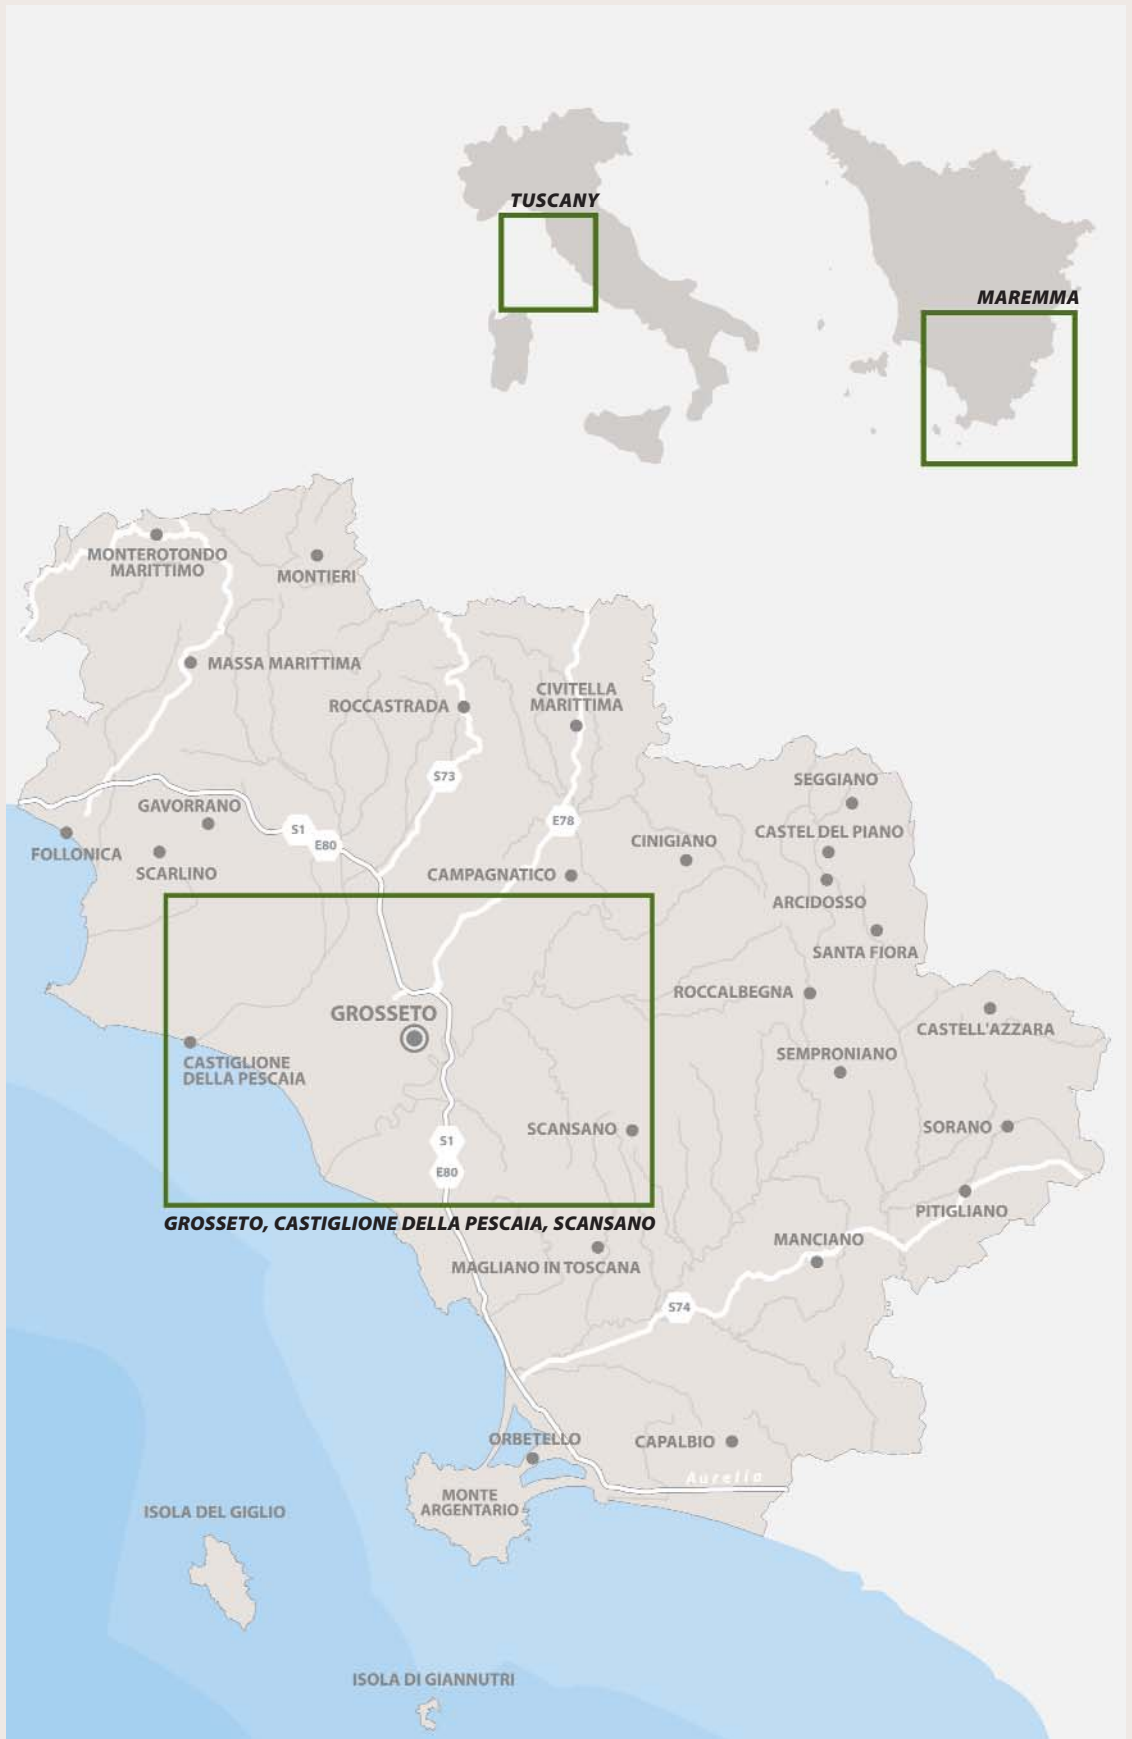 TUSCANY
MAREMMA
MONTEROTONDO
MARITTIMO
MONTIERI
MASSA MARITTIMA
ROCCASTRADA
CIVITELLA
MARITTIMA
S73
SEGGIANO
GAVORRANO
S1
E80
E78
CASTEL DEL PIANO
CINIGIANO
FOLLONICA
SCARLINO
CAMPAGNATICO
ARCIDOSSO
SANTA FIORA
ROCCALBEGNA
GROSSETO
CASTELL'AZZARA
SEMPRONIANO
CASTIGLIONE
DELLA PESCAIA
SCANSANO
SORANO
S1
E80
PITIGLIANO
GROSSETO, CASTIGLIONE DELLA PESCAIA, SCANSANO
MANCIANO
MAGLIANO IN TOSCANA
S74
ORBETELLO
CAPALBIO
Aurelia
MONTE
ARGENTARIO
ISOLA DEL GIGLIO
ISOLA DI GIANNUTRI